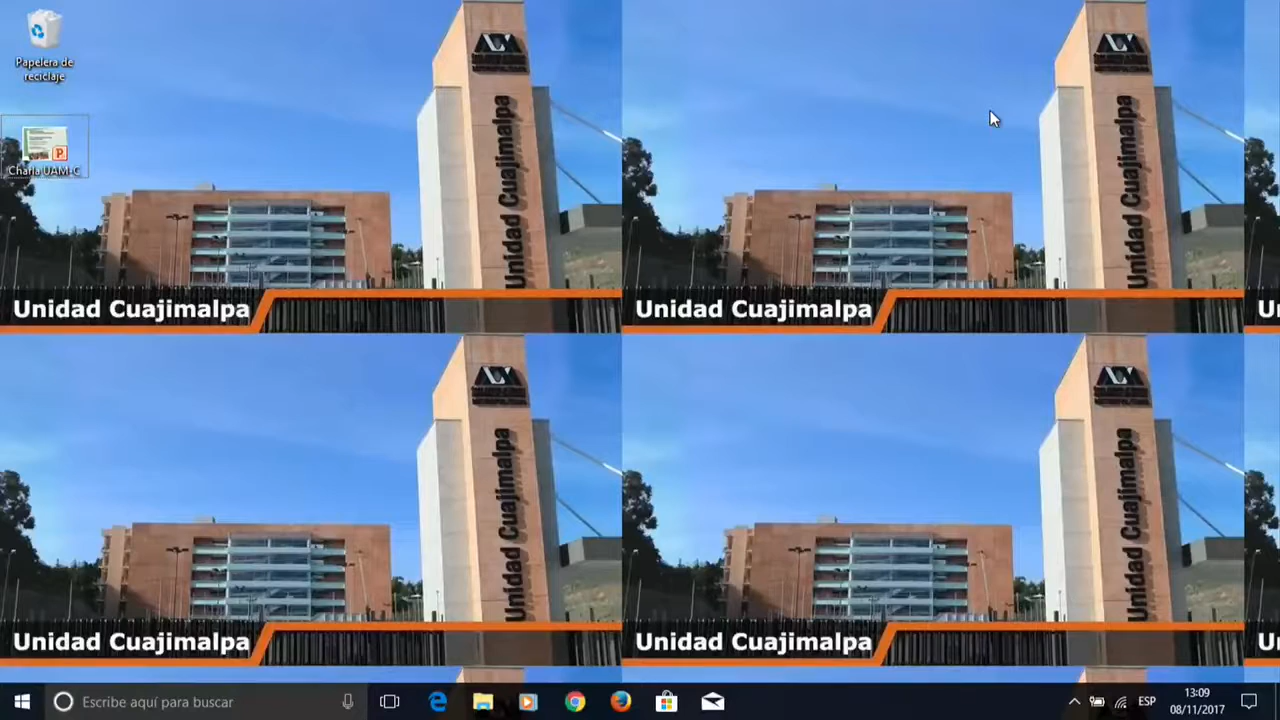 Papelera de
reciclaje
Charla UAM-C
Unidad Cuajimalpa
Unidad Cuajimalpa
Unidad Cuajimalpa
Unidad Cuajimalpa
U
Unidad Cuajimalpa
Unidad Cuajimalpa
Unidad Cuajimalpa
Unidad Cuajimalpa
U
Escribe aquí para buscar
ESP
13:09
08/11/2017